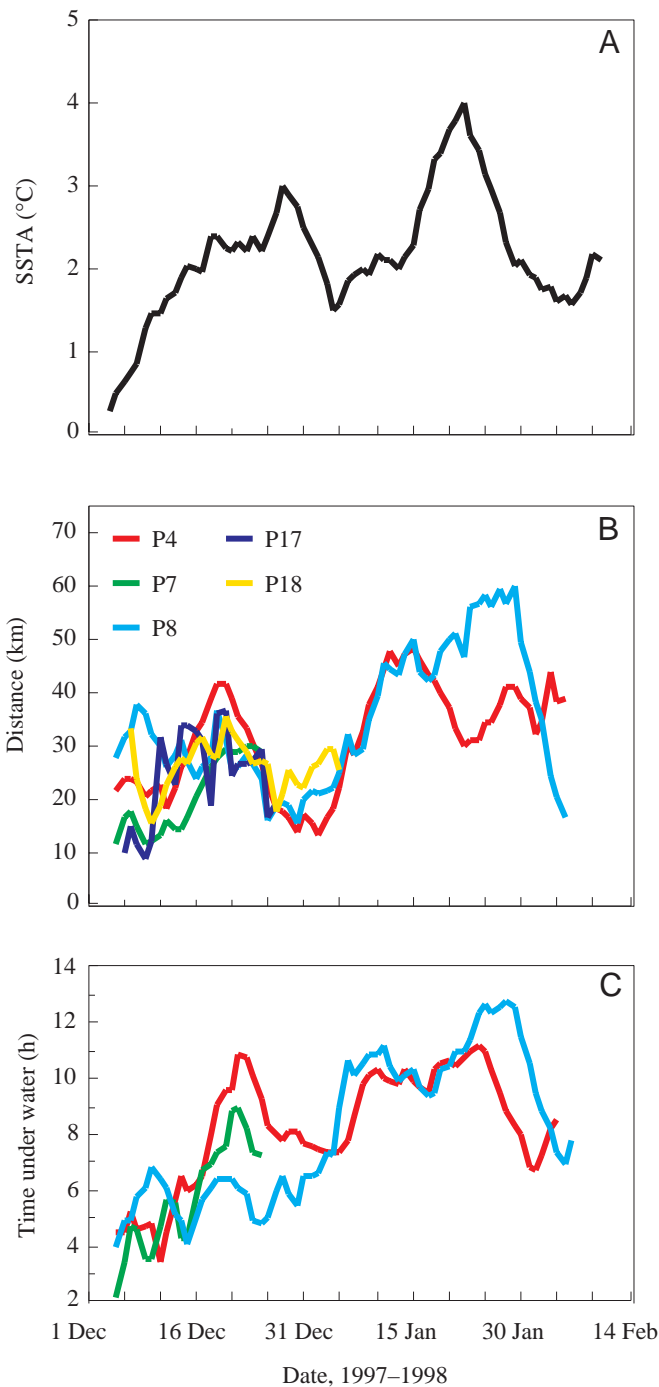 A
5
4
3
2
1
0
SSTA (°C)
B
70
60
50
40
30
20
10
0
Distance (km)
P4 P17
P7 P18
P8
C
14
12
10
8
6
4
2
Time under water (h)
1 Dec 16 Dec 31 Dec 15 Jan 30 Jan 14 Feb
Date, 1997–1998